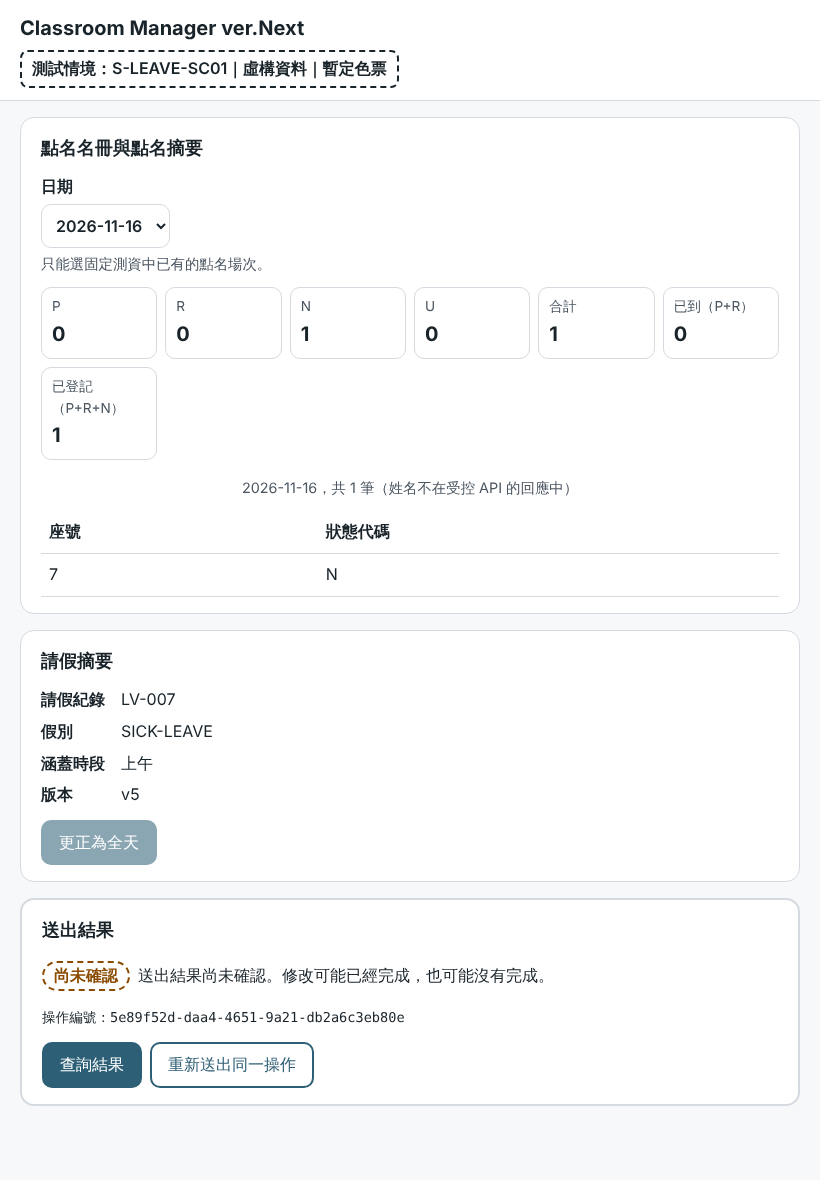 Classroom Manager ver.Next
測試情境：S-LEAVE-SC01｜虛構資料｜暫定色票
點名名冊與點名摘要
日期
2026-11-16
只能選固定測資中已有的點名場次。
P
0
R
0
N
1
U
0
合計
1
已到（P+R）
0
已登記
（P+R+N）
1
2026-11-16，共 1 筆（姓名不在受控 API 的回應中）
座號 狀態代碼
7 N
請假摘要
請假紀錄 LV-007
假別 SICK-LEAVE
涵蓋時段 上午
版本 v5
更正為全天
送出結果
尚未確認 送出結果尚未確認。修改可能已經完成，也可能沒有完成。
操作編號：5e89f52d-daa4-4651-9a21-db2a6c3eb80e
查詢結果 重新送出同一操作